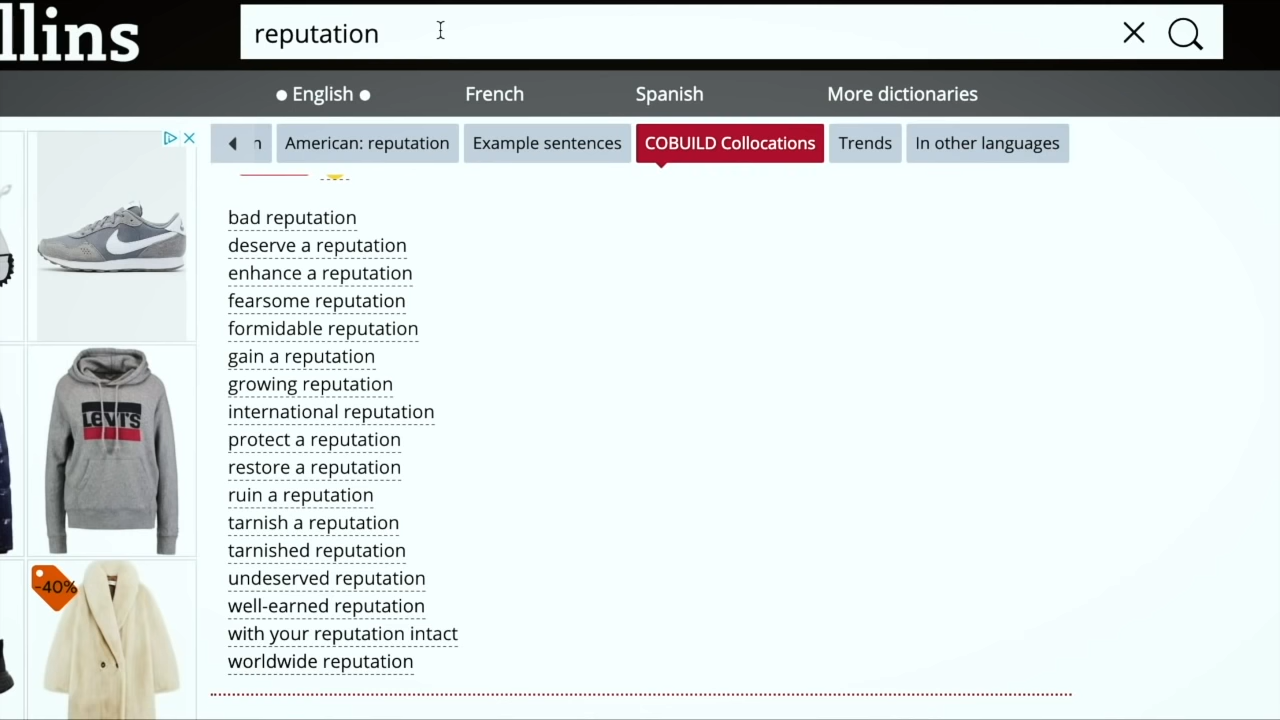 llins
reputation
English
French
Spanish
More dictionaries
n
American: reputation
Example sentences
COBUILD Collocations
Trends
In other languages
bad reputation
deserve a reputation
enhance a reputation
fearsome reputation
formidable reputation
gain a reputation
growing reputation
international reputation
protect a reputation
restore a reputation
ruin a reputation
tarnish a reputation
tarnished reputation
undeserved reputation
well-earned reputation
with your reputation intact
worldwide reputation
LEVI'S
-40%